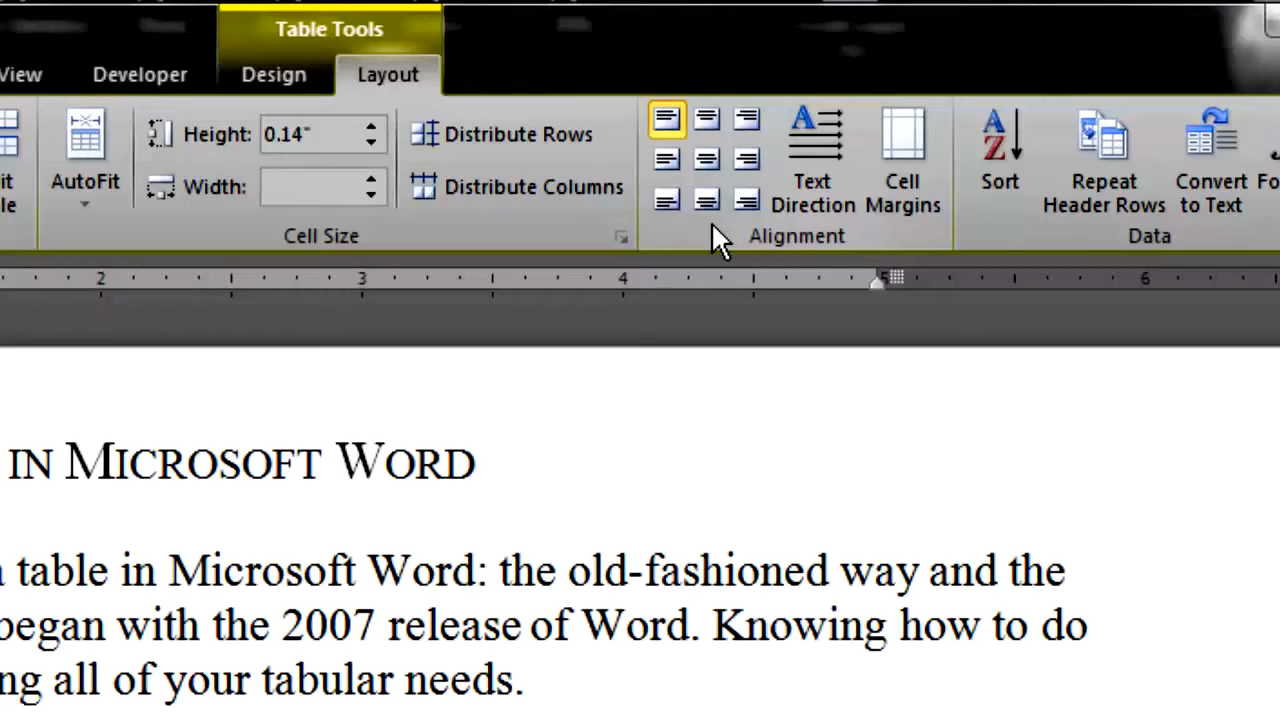 Table Tools
View Developer Design Layout
Height: 0.14" Distribute Rows
AutoFit Width: Distribute Columns
Text Direction Cell Margins Sort Repeat Header Rows Convert to Text
Cell Size Alignment Data
2 3 4 5 6
IN MICROSOFT WORD
table in Microsoft Word: the old-fashioned way and the
began with the 2007 release of Word. Knowing how to do
ng all of your tabular needs.